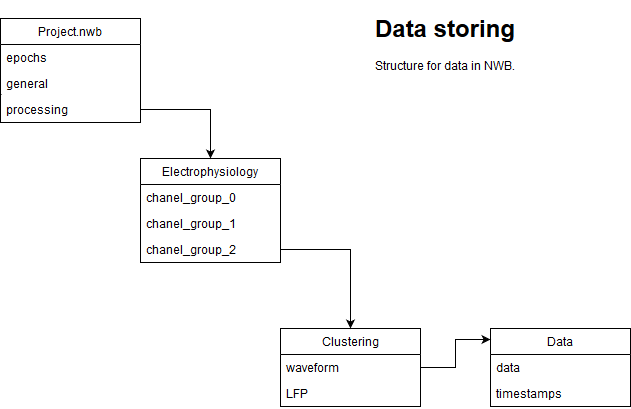 Data storing
Structure for data in NWB.
Project.nwb
epochs
general
processing
Electrophysiology
chanel_group_0
chanel_group_1
chanel_group_2
Clustering
waveform
LFP
Data
data
timestamps